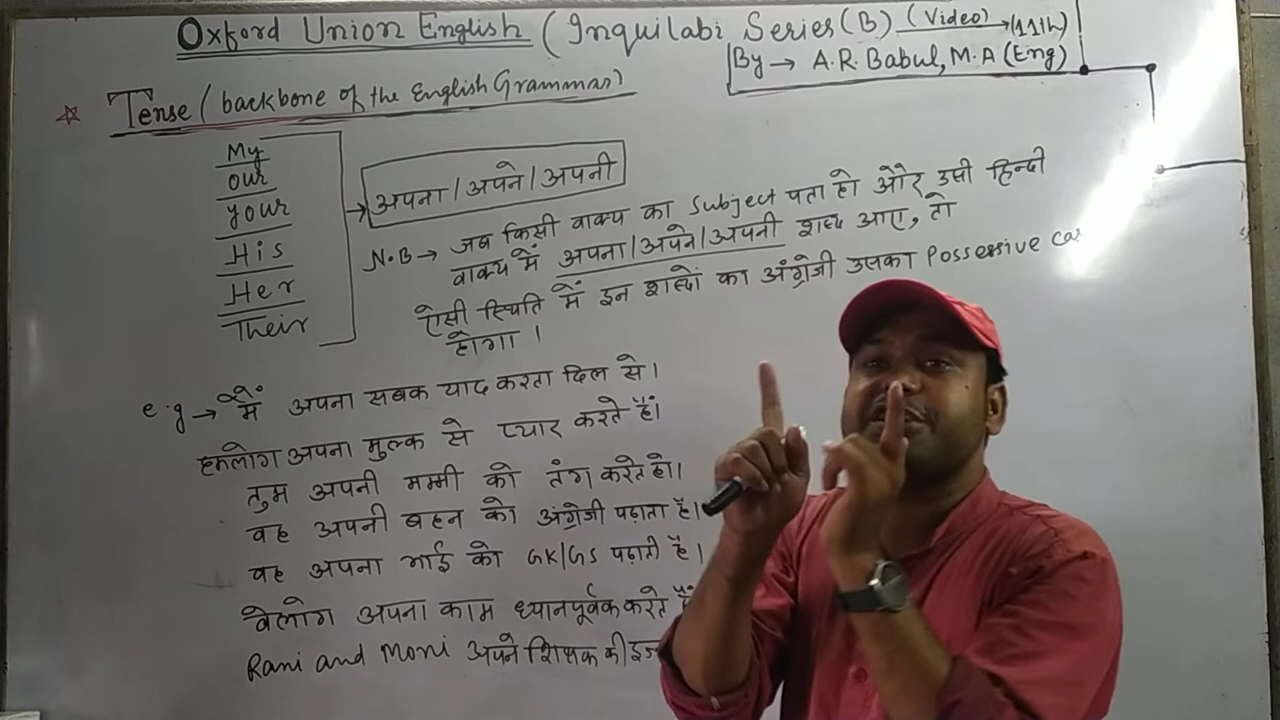 Oxford Union English (Inquilabi Series (B) (Video) → (11th)
By → A.R. Babul, M.A (Eng)
Tense (backbone of the English Grammar)
My
our
your
His
Her
Their
अपना / अपने / अपनी
N.B → जब किसी वाक्य का Subject पता हो और उसी हिन्दी
वाक्य में अपना/अपने/अपनी शब्द आए, तो
ऐसी स्थिति में इन शब्दों का अंग्रेजी उसका Possessive
होगा ।
e.g → मैं अपना सबक याद करता दिल से।
हमलोग अपना मुल्क से प्यार करते हैं।
तुम अपनी मम्मी को तंग करते हो।
वह अपनी बहन को अंग्रेजी पढ़ाता है।
वह अपना भाई को GK/GS पढ़ाती है।
वेलोग अपना काम ध्यानपूर्वक करते हैं
Rani and Moni अपने शिक्षक की